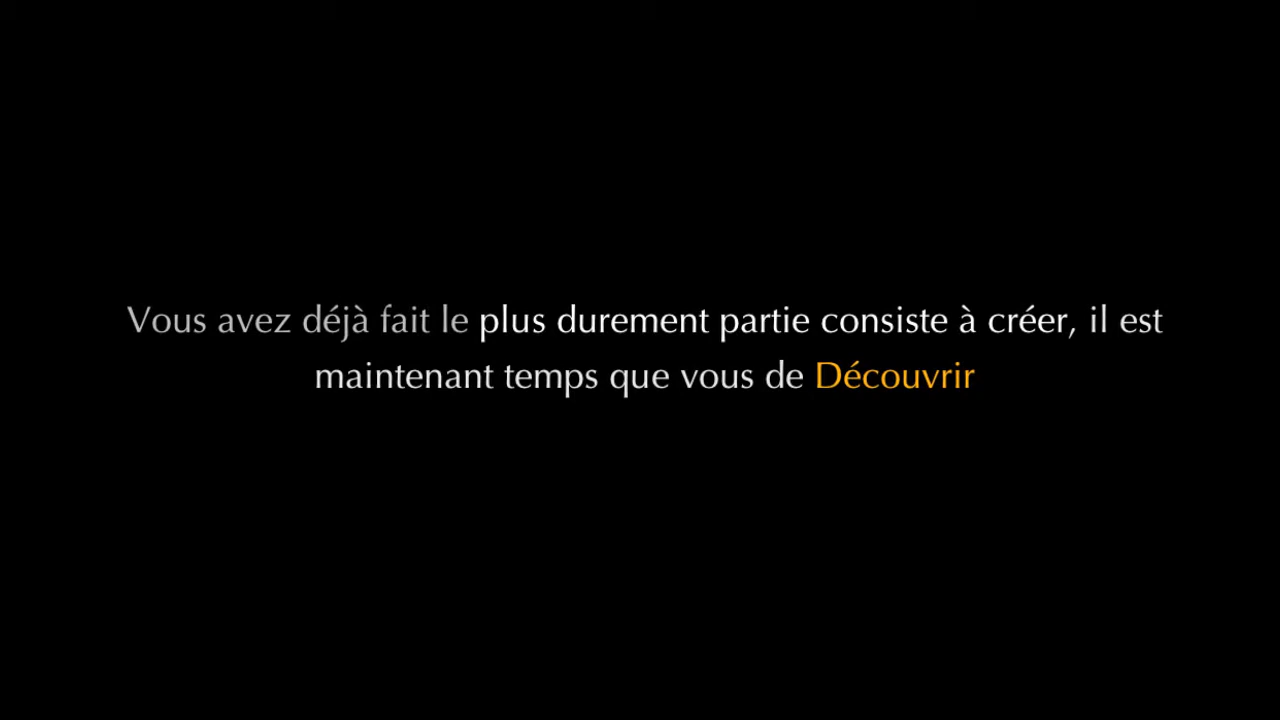 Vous avez déjà fait le plus durement partie consiste à créer, il est
maintenant temps que vous de Découvrir